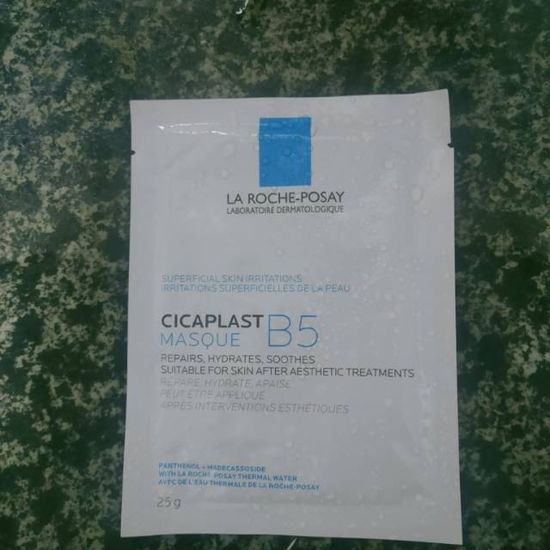 LA ROCHE-POSAY
LABORATOIRE DERMATOLOGIQUE
SUPERFICIAL SKIN IRRITATIONS
IRRITATIONS SUPERFICIELLES DE LA PEAU
CICAPLAST B5
MASQUE
REPAIRS, HYDRATES, SOOTHES
SUITABLE FOR SKIN AFTER AESTHETIC TREATMENTS
RÉPARE, HYDRATE, APAISE
PEUT ÊTRE APPLIQUÉ
APRÈS INTERVENTIONS ESTHÉTIQUES
PANTHENOL + MADECASSOSIDE
WITH LA ROCHE-POSAY THERMAL WATER
AVEC DE L'EAU THERMALE DE LA ROCHE-POSAY
25 g